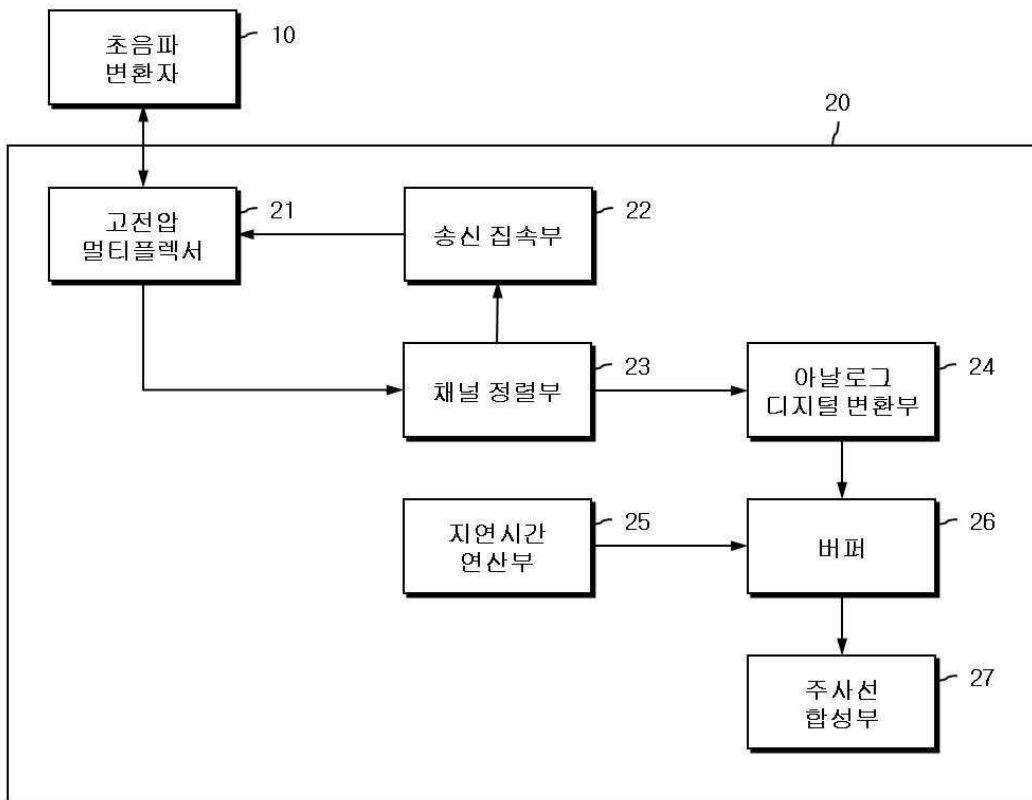 초음파
변환자
10
20
고전압
멀티플렉서
21
송신 집속부
22
채널 정렬부
23
아날로그
디지털 변환부
24
지연시간
연산부
25
버퍼
26
주사선
합성부
27